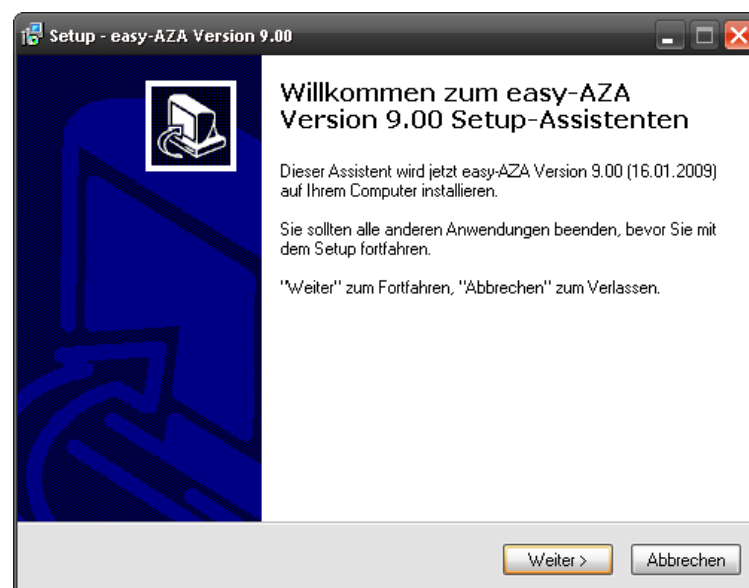 Setup - easy-AZA Version 9.00
Willkommen zum easy-AZA
Version 9.00 Setup-Assistenten
Dieser Assistent wird jetzt easy-AZA Version 9.00 (16.01.2009)
auf Ihrem Computer installieren.
Sie sollten alle anderen Anwendungen beenden, bevor Sie mit
dem Setup fortfahren.
"Weiter" zum Fortfahren, "Abbrechen" zum Verlassen.
Weiter > Abbrechen